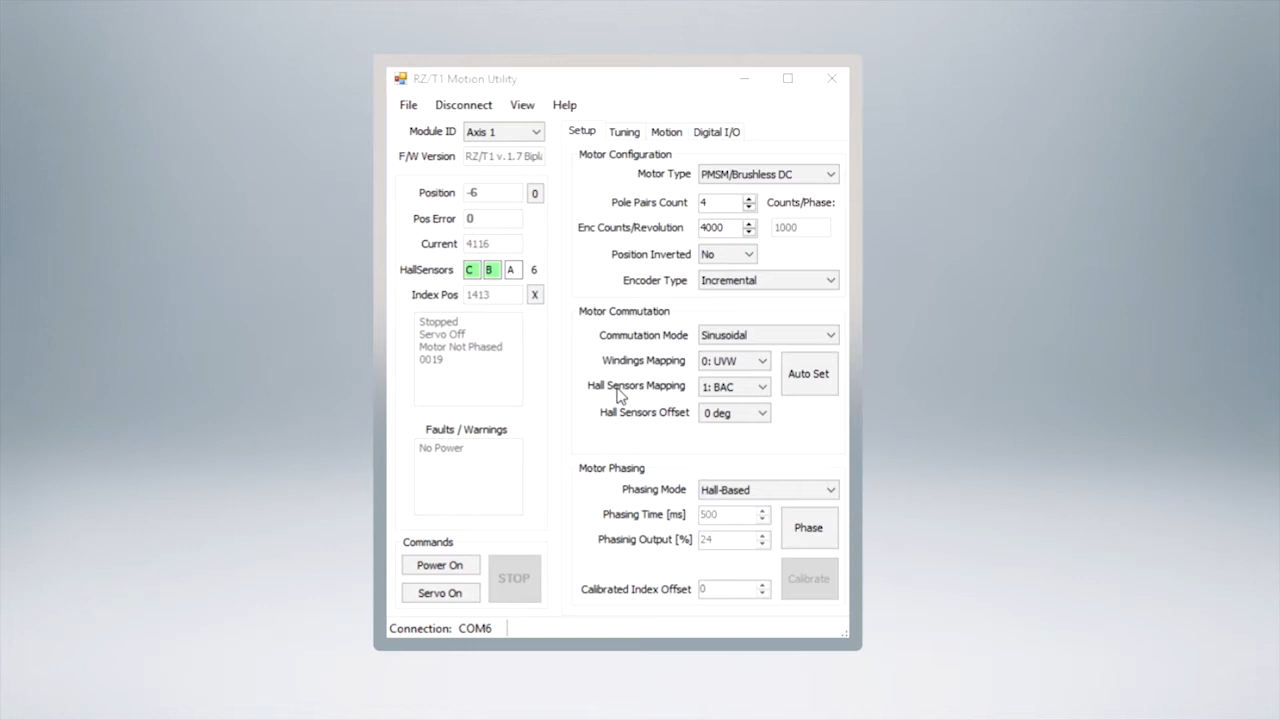 RZ/T1 Motion Utility
File Disconnect View Help
Module ID Axis 1
F/W Version RZ/T1 v.1.7 Bipla
Position -6 0
Pos Error 0
Current 4116
HallSensors C B A 6
Index Pos 1413 X
Stopped
Servo Off
Motor Not Phased
0019
Faults / Warnings
No Power
Commands
Power On
STOP
Servo On
Setup Tuning Motion Digital I/O
Motor Configuration
Motor Type PMSM/Brushless DC
Pole Pairs Count 4 Counts/Phase:
Enc Counts/Revolution 4000 1000
Position Inverted No
Encoder Type Incremental
Motor Commutation
Commutation Mode Sinusoidal
Windings Mapping 0: UVW
Auto Set
Hall Sensors Mapping 1: BAC
Hall Sensors Offset 0 deg
Motor Phasing
Phasing Mode Hall-Based
Phasing Time [ms] 500
Phase
Phasinig Output [%] 24
Calibrate
Calibrated Index Offset 0
Connection: COM6